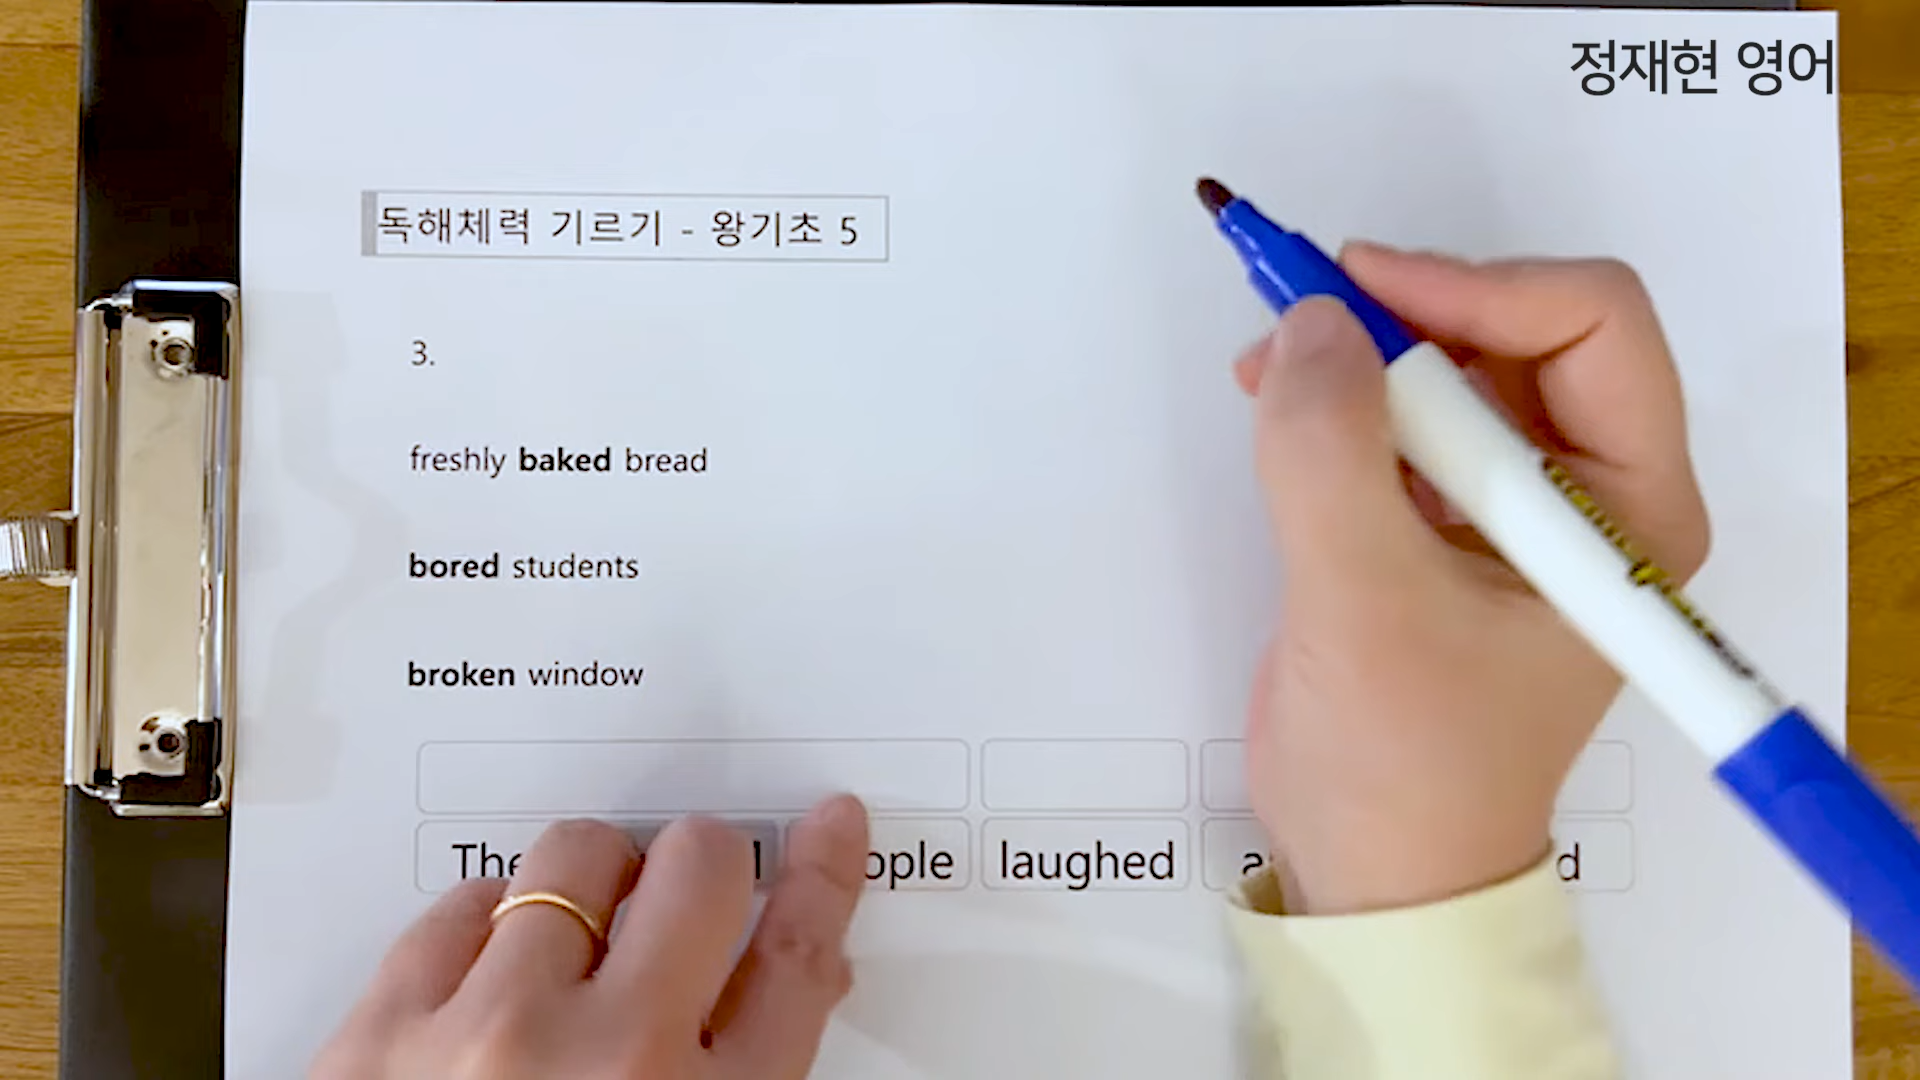 정재현 영어
독해체력 기르기 - 왕기초 5
3.
freshly baked bread
bored students
broken window
The laughed